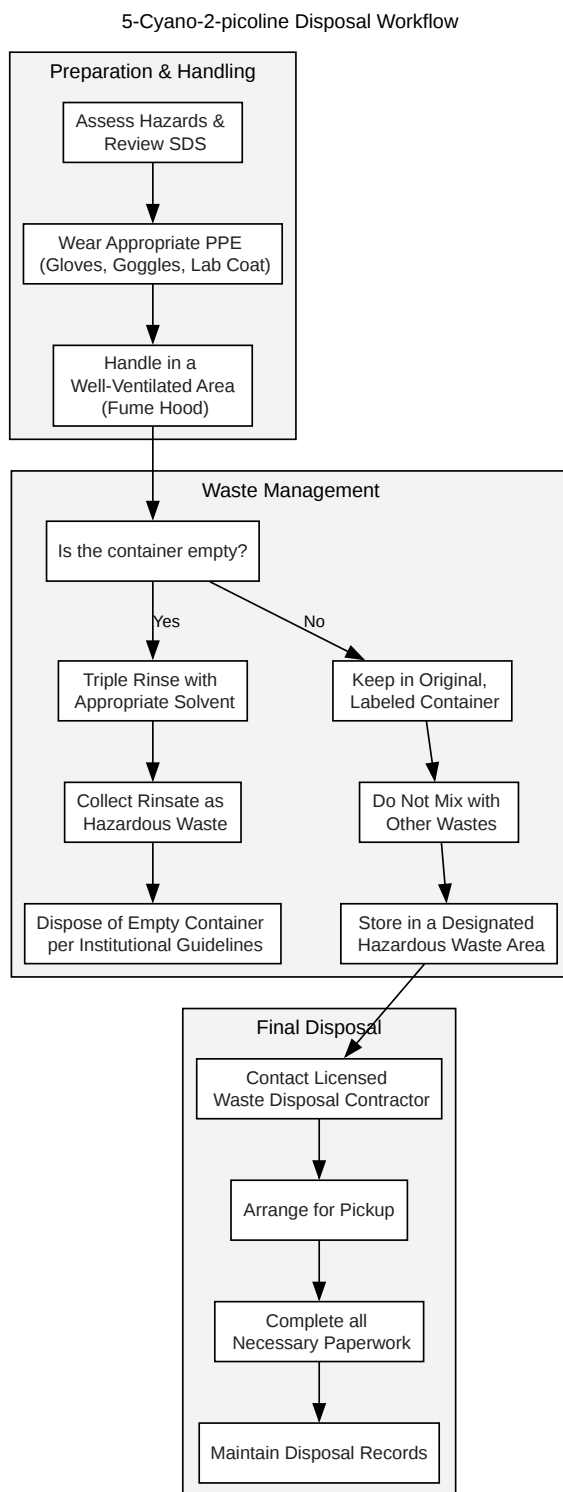 5-Cyano-2-picoline Disposal Workflow
Preparation & Handling
Assess Hazards &
Review SDS
Wear Appropriate PPE
(Gloves, Goggles, Lab Coat)
Handle in a
Well-Ventilated Area
(Fume Hood)
Waste Management
Is the container empty?
Yes
No
Triple Rinse with
Appropriate Solvent
Keep in Original,
Labeled Container
Collect Rinsate as
Hazardous Waste
Do Not Mix with
Other Wastes
Dispose of Empty Container
per Institutional Guidelines
Store in a Designated
Hazardous Waste Area
Final Disposal
Contact Licensed
Waste Disposal Contractor
Arrange for Pickup
Complete all
Necessary Paperwork
Maintain Disposal Records